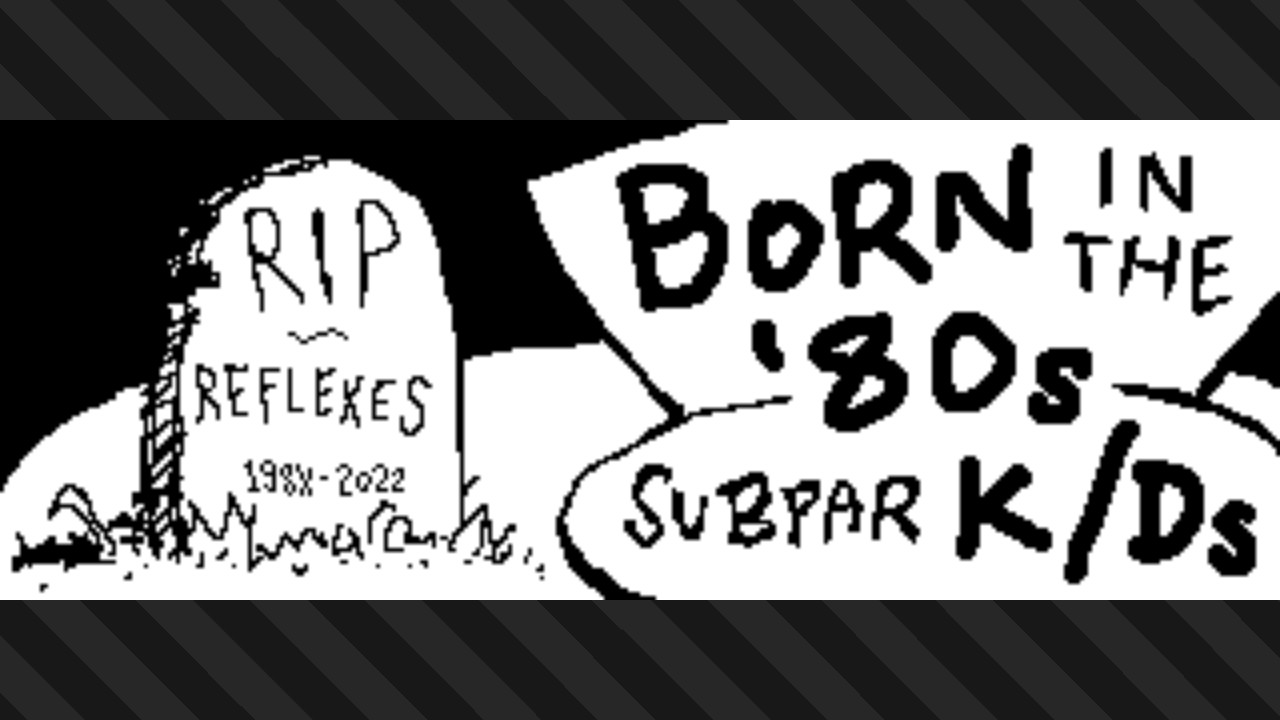 RIP
REFLEXES
198X-2022
BORN IN THE
'80s
SUBPAR K/Ds